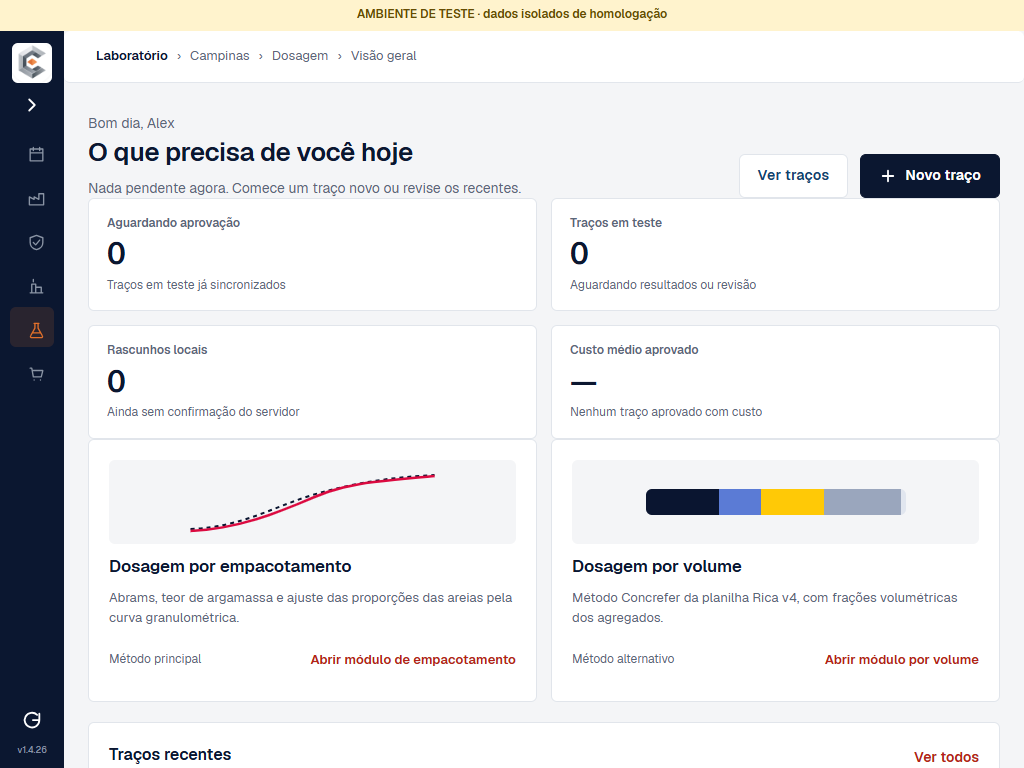 AMBIENTE DE TESTE · dados isolados de homologação
Laboratório › Campinas › Dosagem › Visão geral
Bom dia, Alex
O que precisa de você hoje
Nada pendente agora. Comece um traço novo ou revise os recentes.
Ver traços
Novo traço
Aguardando aprovação
0
Traços em teste já sincronizados
Traços em teste
0
Aguardando resultados ou revisão
Rascunhos locais
0
Ainda sem confirmação do servidor
Custo médio aprovado
—
Nenhum traço aprovado com custo
Dosagem por empacotamento
Abrams, teor de argamassa e ajuste das proporções das areias pela
curva granulométrica.
Método principal
Abrir módulo de empacotamento
Dosagem por volume
Método Concrefer da planilha Rica v4, com frações volumétricas
dos agregados.
Método alternativo
Abrir módulo por volume
Traços recentes
Ver todos
v1.4.26